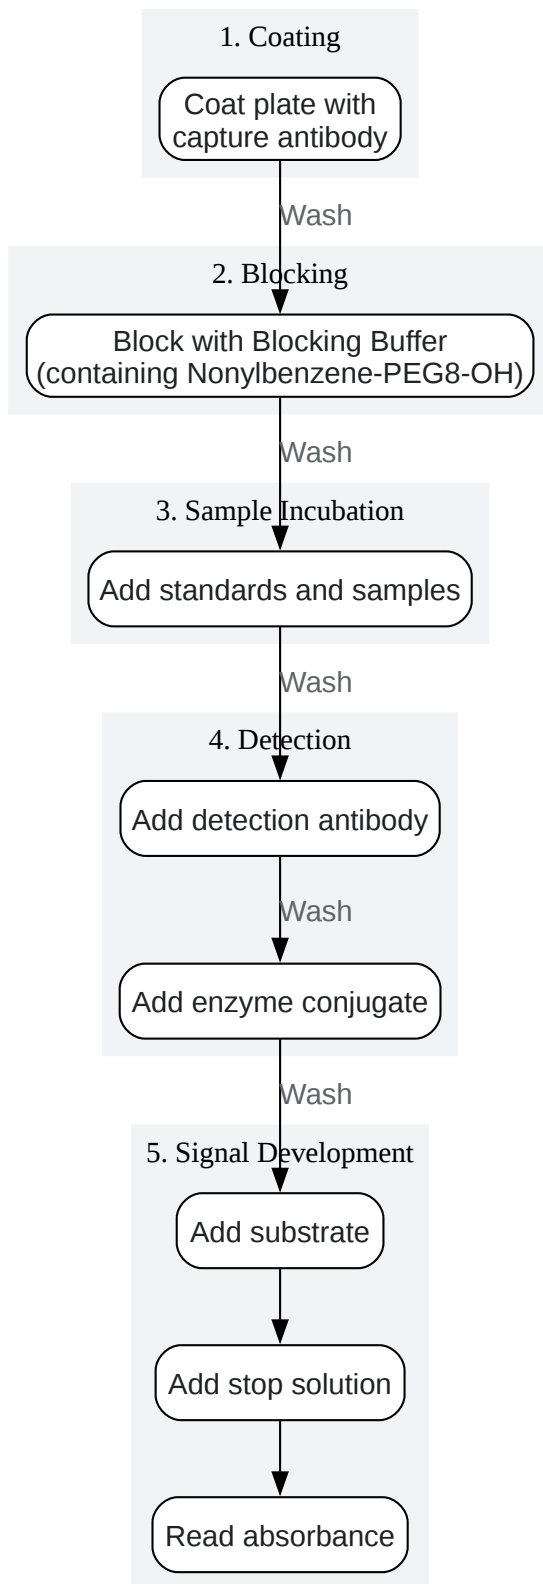 1. Coating
Coat plate with
capture antibody
Wash
2. Blocking
Block with Blocking Buffer
(containing Nonylbenzene-PEG8-OH)
Wash
3. Sample Incubation
Add standards and samples
Wash
4. Detection
Add detection antibody
Wash
Add enzyme conjugate
Wash
5. Signal Development
Add substrate
Add stop solution
Read absorbance